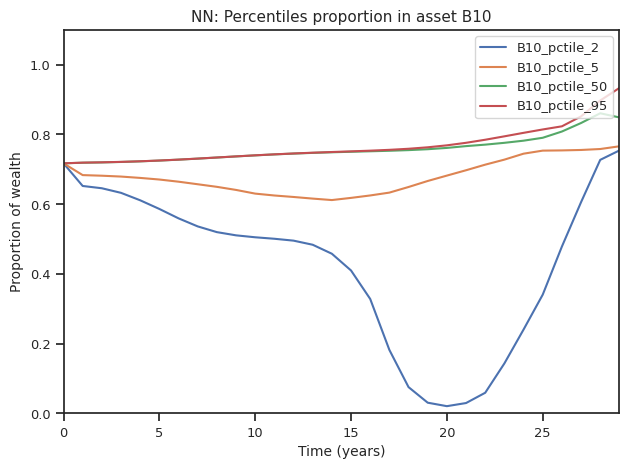 NN: Percentiles proportion in asset B10
B10_pctile_2
B10_pctile_5
B10_pctile_50
B10_pctile_95
Proportion of wealth
1.0
0.8
0.6
0.4
0.2
0.0
0 5 10 15 20 25
Time (years)